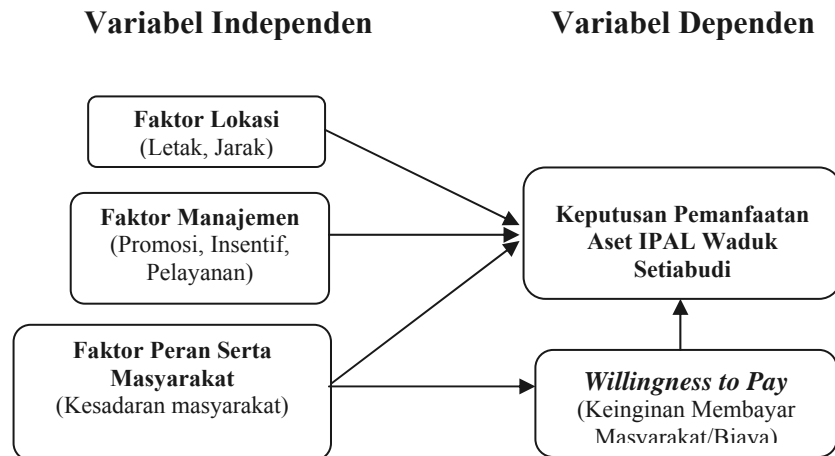 Variabel Independen
Variabel Dependen
Faktor Lokasi
(Letak, Jarak)
Faktor Manajemen
(Promosi, Insentif,
Pelayanan)
Faktor Peran Serta
Masyarakat
(Kesadaran masyarakat)
Keputusan Pemanfaatan
Aset IPAL Waduk
Setiabudi
Willingness to Pay
(Keinginan Membayar
Masyarakat/Biaya)